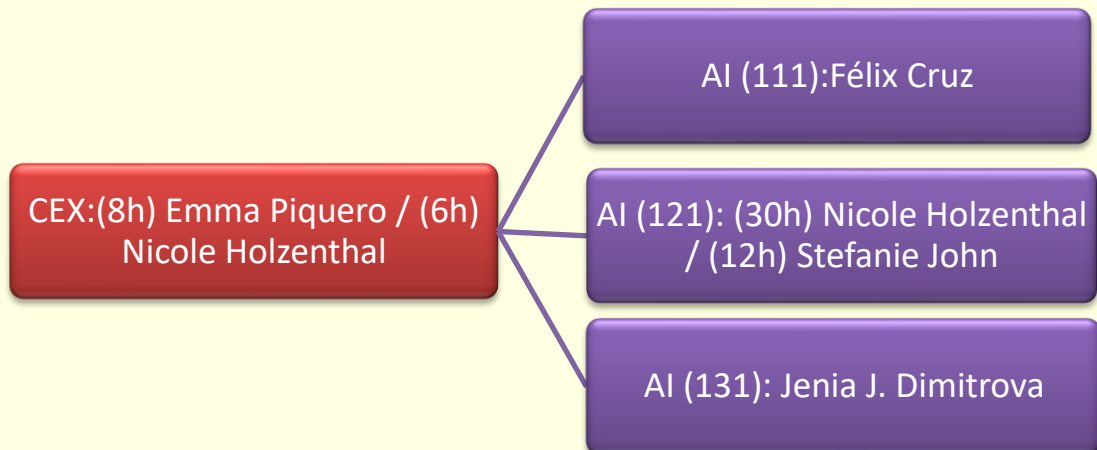 CEX:(8h) Emma Piquero / (6h)
Nicole Holzenthal
AI (111):Félix Cruz
AI (121): (30h) Nicole Holzenthal
/ (12h) Stefanie John
AI (131): Jenia J. Dimitrova